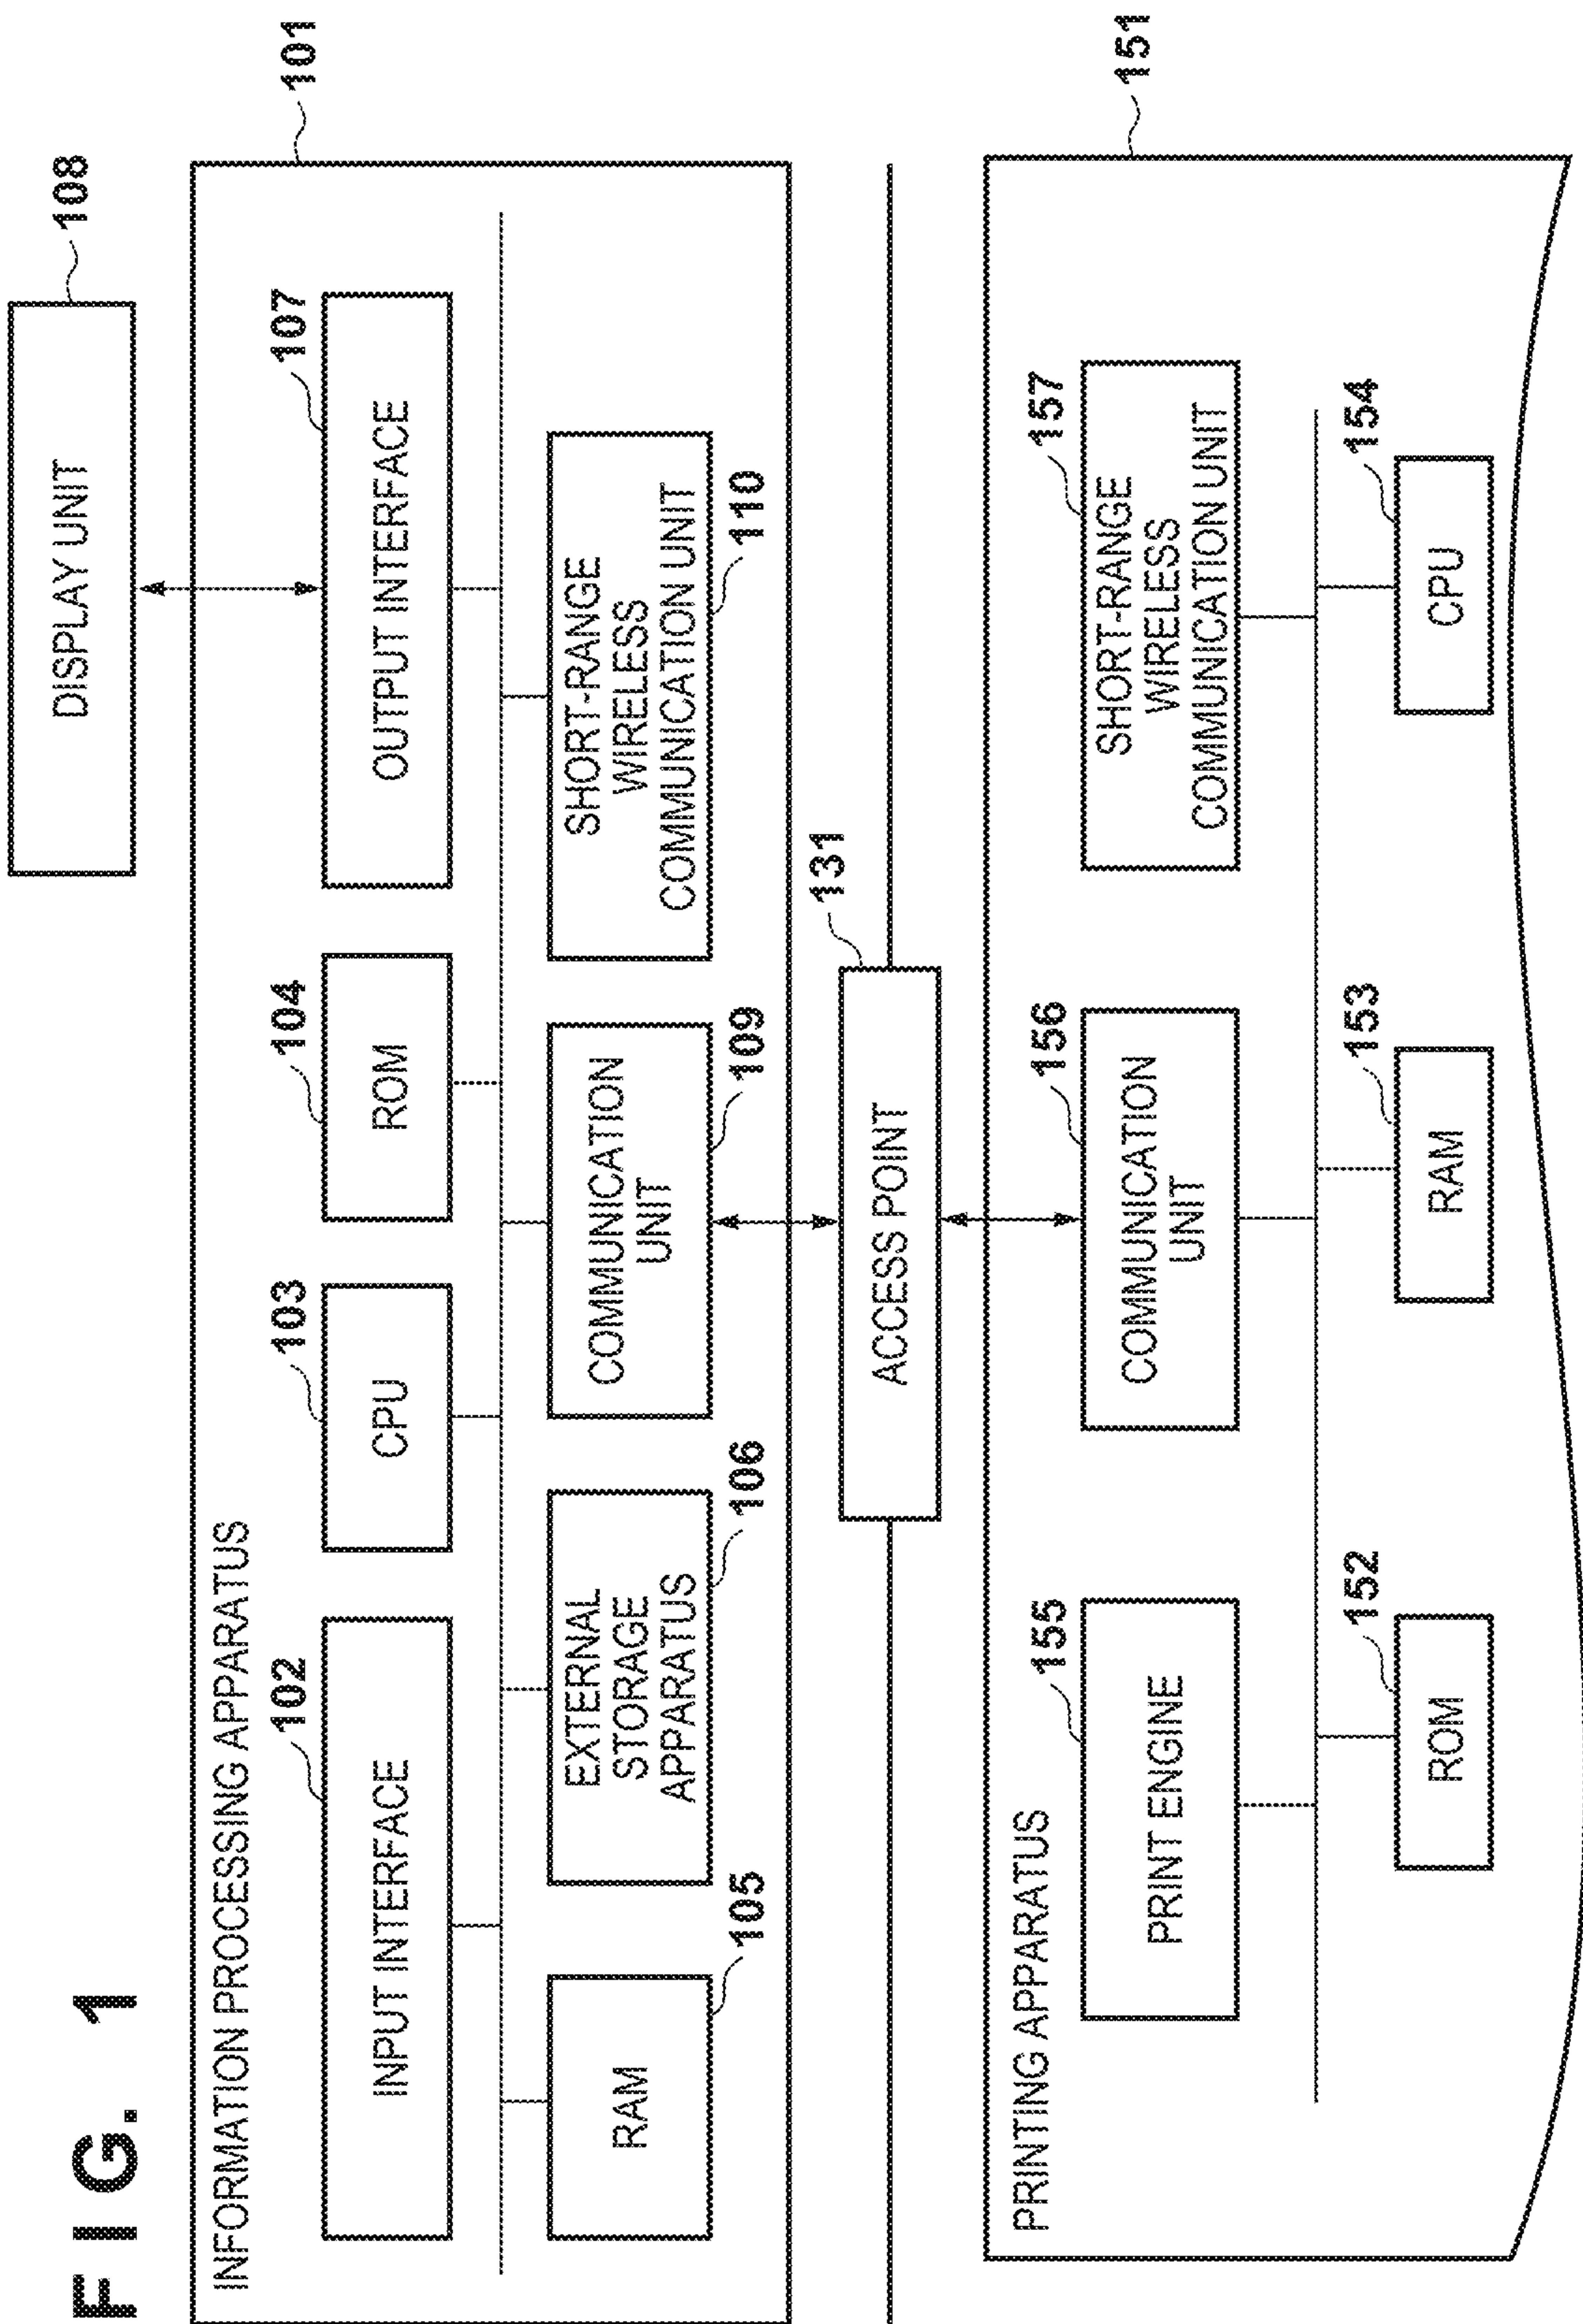 FIG. 1
DISPLAY UNIT
108
101
INFORMATION PROCESSING APPARATUS
102
103
104
107
INPUT INTERFACE
CPU
ROM
OUTPUT INTERFACE
RAM
EXTERNAL
STORAGE
APPARATUS
COMMUNICATION
UNIT
SHORT-RANGE
WIRELESS
COMMUNICATION UNIT
105
106
109
110
131
ACCESS POINT
151
PRINTING APPARATUS
155
156
157
PRINT ENGINE
COMMUNICATION
UNIT
SHORT-RANGE
WIRELESS
COMMUNICATION UNIT
152
153
154
ROM
RAM
CPU